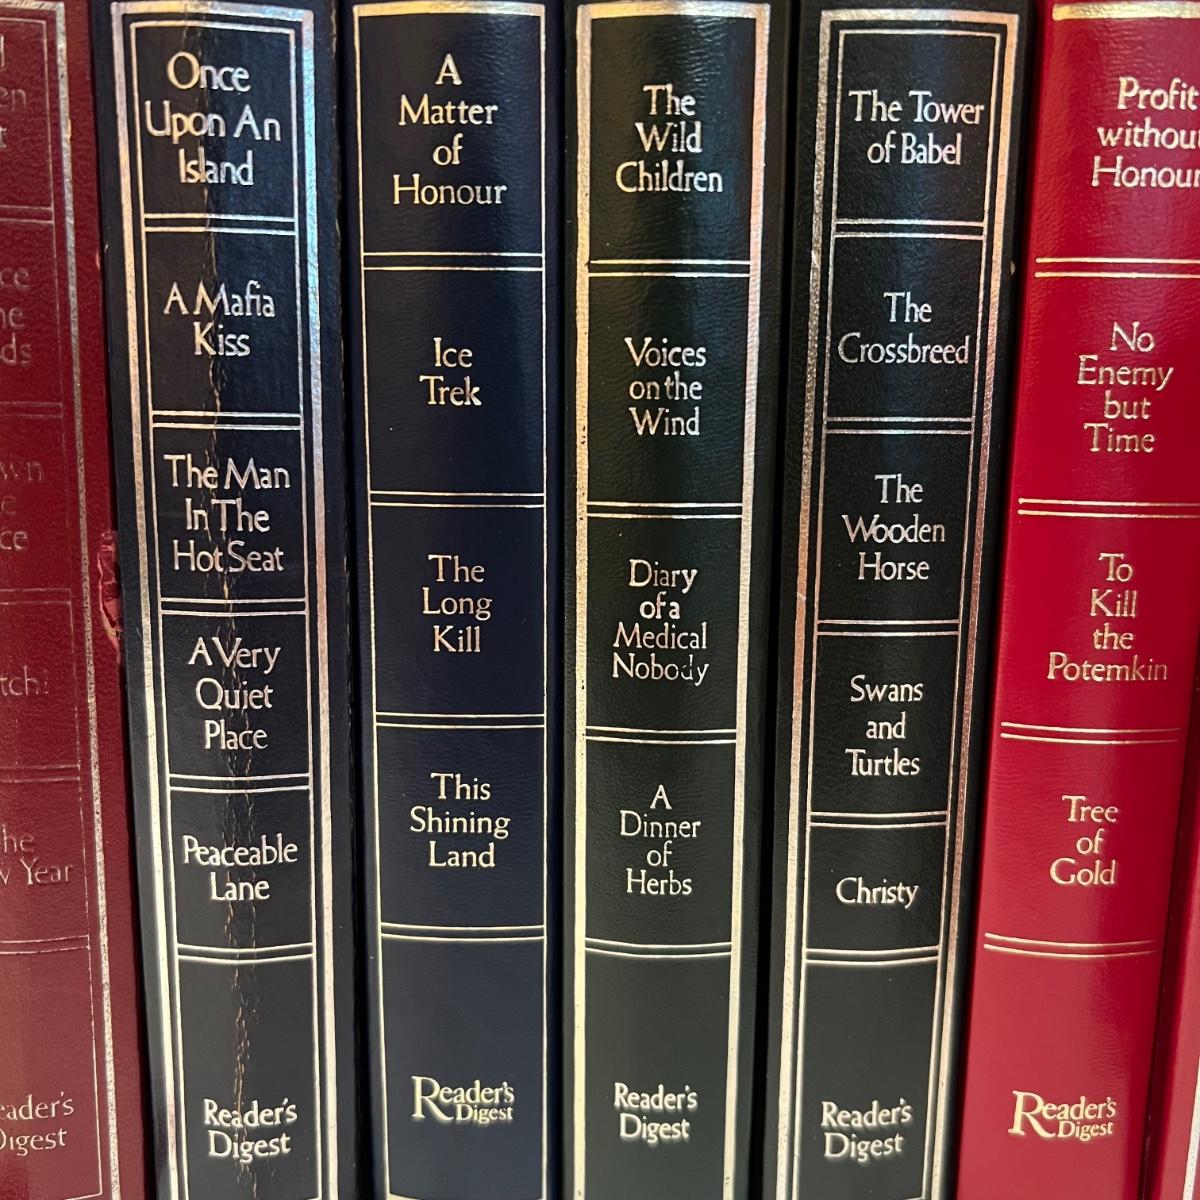 Year
Once
Upon An
Island
A Mafia
Kiss
The Man
In The
Hot Seat
A Very
Quiet
Place
Peaceable
Lane
Reader's
Digest
A
Matter
of
Honour
Ice
Trek
The
Long
Kill
This
Shining
Land
Reader's
Digest
The
Wild
Children
Voices
on the
Wind
Diary
of a
Medical
Nobody
A
Dinner
of
Herbs
Reader's
Digest
The Tower
of Babel
The
Crossbreed
The
Wooden
Horse
Swans
and
Turtles
Christy
Reader's
Digest
Profit
without
Honour
No
Enemy
but
Time
To
Kill
the
Potemkin
Tree
of
Gold
Reader's
Digest